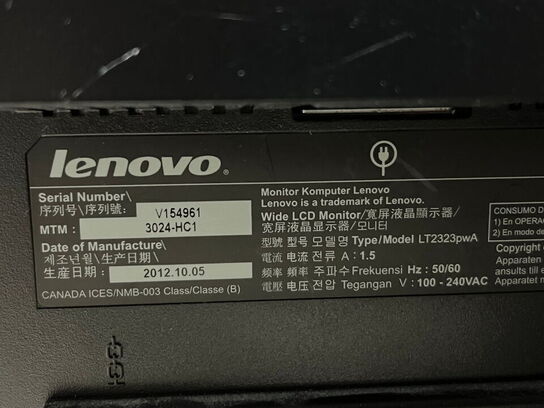 lenovo®
Serial Number\
序列号\序列號: V154961
MTM : 3024-HC1
Date of Manufacture\
제조년월\生产日期\
生產日期 : 2012.10.05
CANADA ICES/NMB-003 Class/Classe (B)
Monitor Komputer Lenovo
Lenovo is a trademark of Lenovo.
Wide LCD Monitor/寬屏液晶顯示器/
宽屏液晶显示器/모니터
型號 型号 모델명 Type/Model LT2323pwA
電流 电流 전류 A : 1.5
頻率 频率 주파수 Frekuensi Hz : 50/60
電壓 电压 전압 Tegangan V : 100 - 240VAC
CONSUMO D
1) En OPERAC
2) En modo de
Copyright
Apparaten
ansults till e
Apparatet m